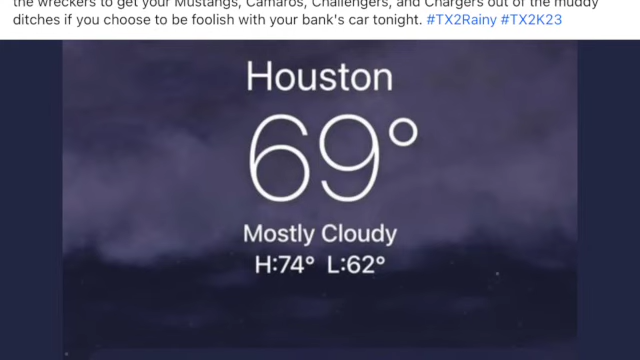 the wreckers to get your Mustangs, Camaros, Challengers, and Chargers out of the muddy
ditches if you choose to be foolish with your bank's car tonight. #TX2Rainy #TX2K23
Houston
69°
Mostly Cloudy
H:74° L:62°